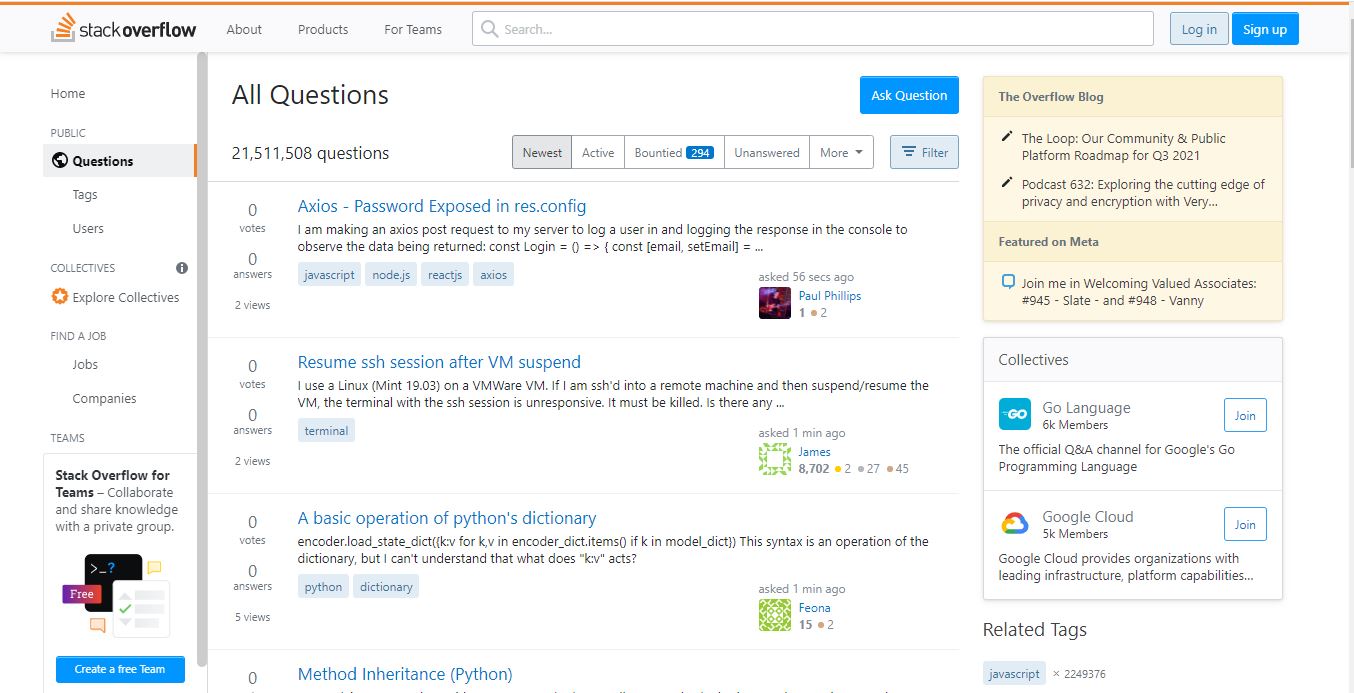 stack overflow
About
Products
For Teams
Search...
Log in
Sign up
Home
PUBLIC
Questions
Tags
Users
COLLECTIVES
Explore Collectives
FIND A JOB
Jobs
Companies
TEAMS
Stack Overflow for
Teams – Collaborate
and share knowledge
with a private group.
>_?
Free
Create a free Team
All Questions
Ask Question
21,511,508 questions
Newest
Active
Bountied 294
Unanswered
More
Filter
0
votes
0
answers
2 views
Axios - Password Exposed in res.config
I am making an axios post request to my server to log a user in and logging the response in the console to
observe the data being returned: const Login = () => { const [email, setEmail] = ...
javascript node.js reactjs axios
asked 56 secs ago
Paul Phillips
1 2
0
votes
0
answers
2 views
Resume ssh session after VM suspend
I use a Linux (Mint 19.03) on a VMWare VM. If I am ssh'd into a remote machine and then suspend/resume the
VM, the terminal with the ssh session is unresponsive. It must be killed. Is there any ...
terminal
asked 1 min ago
James
8,702 2 27 45
0
votes
0
answers
5 views
A basic operation of python's dictionary
encoder.load_state_dict({k:v for k,v in encoder_dict.items() if k in model_dict}) This syntax is an operation of the
dictionary, but I can't understand that what does "k:v" acts?
python dictionary
asked 1 min ago
Feona
15 2
0
Method Inheritance (Python)
The Overflow Blog
The Loop: Our Community & Public
Platform Roadmap for Q3 2021
Podcast 632: Exploring the cutting edge of
privacy and encryption with Very...
Featured on Meta
Join me in Welcoming Valued Associates:
#945 - Slate - and #948 - Vanny
Collectives
GO
Go Language
6k Members
Join
The official Q&A channel for Google's Go
Programming Language
Google Cloud
5k Members
Join
Google Cloud provides organizations with
leading infrastructure, platform capabilities...
Related Tags
javascript × 2249376